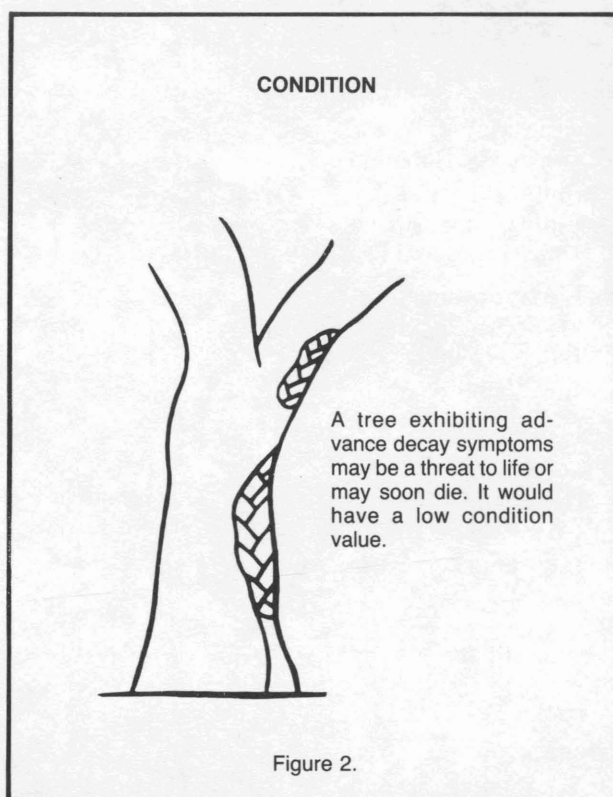 CONDITION
A tree exhibiting ad-
vance decay symptoms
may be a threat to life or
may soon die. It would
have a low condition
value.
Figure 2.